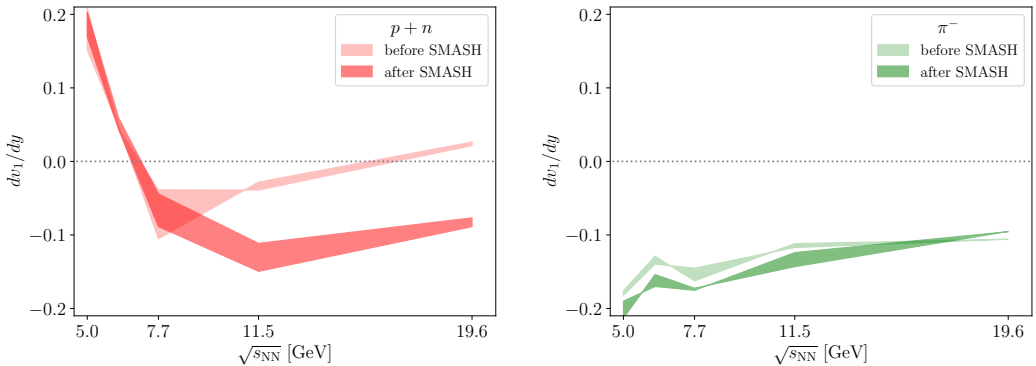 p + n
before SMASH
after SMASH
0.2
0.1
0.0
−0.1
−0.2
dv₁/dy
5.0 7.7 11.5 19.6
√sNN [GeV]
π⁻
before SMASH
after SMASH
0.2
0.1
0.0
−0.1
−0.2
dv₁/dy
5.0 7.7 11.5 19.6
√sNN [GeV]